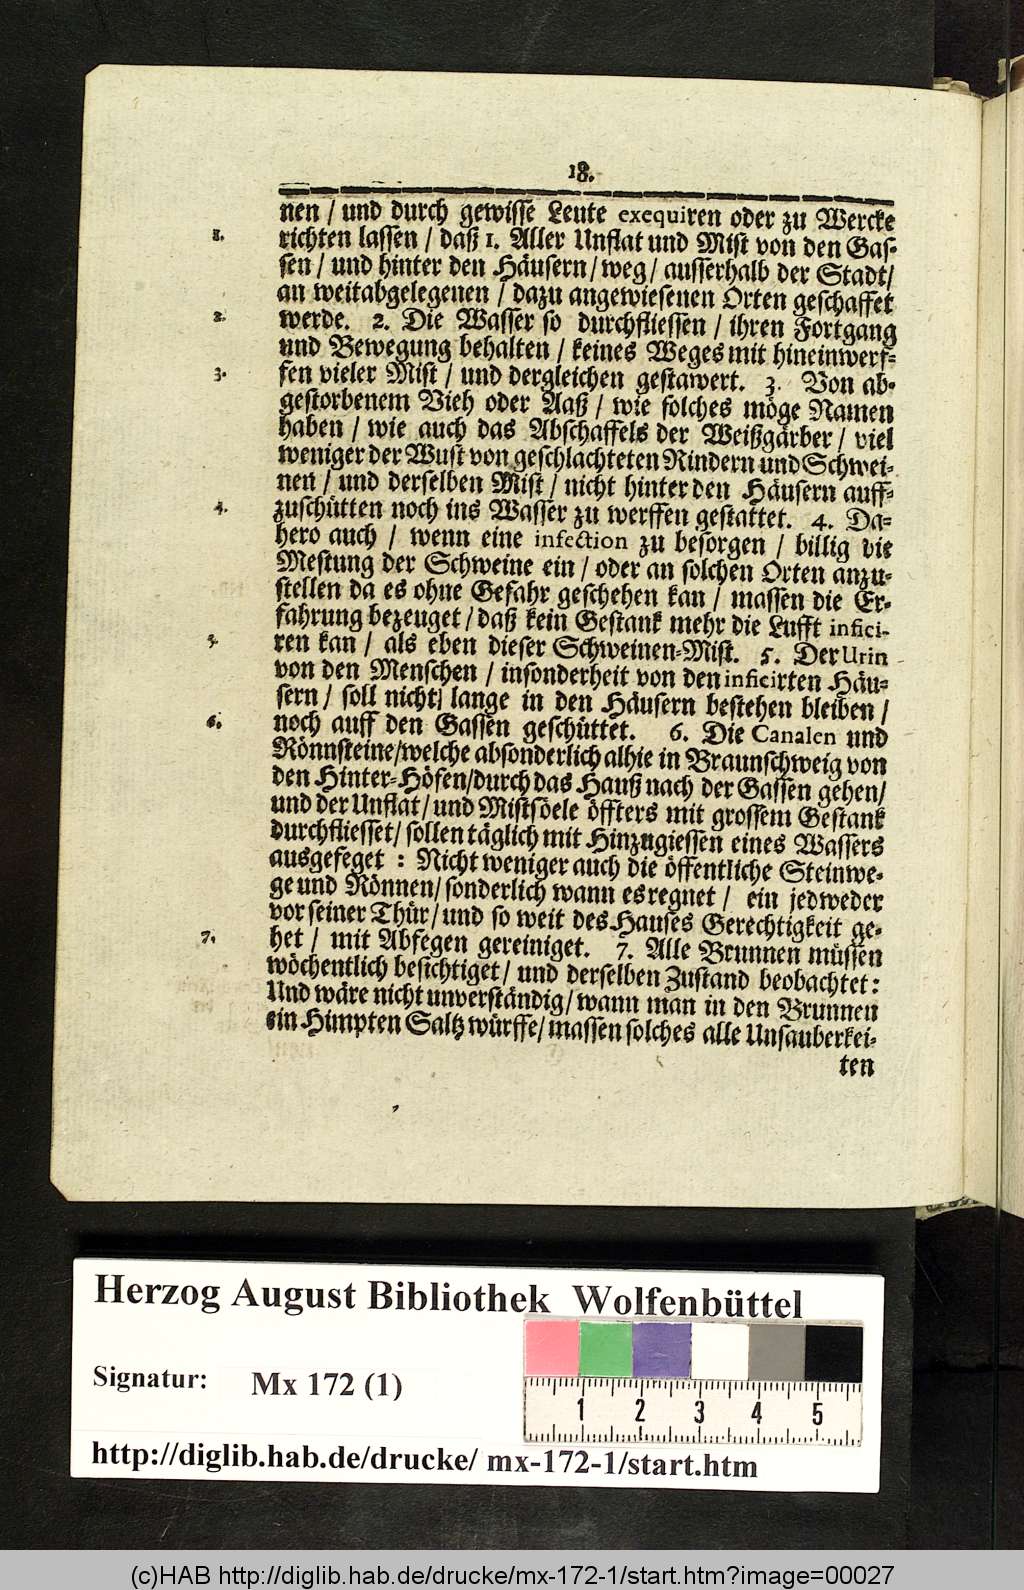 18.
nen / und durch gewisse Leute exequiren oder zu Wercke
1. richten lassen / daß 1. Aller Unflat und Mist von den Gas-
sen / und hinter den Häusern / weg / ausserhalb der Stadt /
an weitabgelegenen / dazu angewiesenen Orten geschaffet
2. werde. 2. Die Wasser so durchfliessen / ihren Fortgang
und Bewegung behalten / keines Weges mit hineinwerf-
3. fen vieler Mist / und dergleichen gestawert. 3. Von ab-
gestorbenem Vieh oder Aaß / wie solches möge Namen
haben / wie auch das Abschaffels der Weißgärber / viel
weniger der Wust von geschlachteten Rindern und Schwei-
nen / und derselben Mist / nicht hinter den Häusern auff-
4. zuschütten noch ins Wasser zu werffen gestattet. 4. Da-
hero auch / wenn eine infection zu besorgen / billig vie
Mestung der Schweine ein / oder an solchen Orten anzu-
stellen da es ohne Gefahr geschehen kan / massen die Er-
fahrung bezeuget / daß kein Gestank mehr die Lufft infici-
5. ren kan / als eben dieser Schweinen-Mist. 5. Der Urin
von den Menschen / insonderheit von den inficirten Häu-
sern / soll nicht lange in den Häusern bestehen bleiben /
6. noch auff den Gassen geschüttet. 6. Die Canalen und
Rönnsteine / welche absonderlich alhie in Braunschweig von
den Hinter-Höfen / durch das Hauß nach der Gassen gehen /
und der Unflat / und Mistsöele öffters mit grossem Gestank
durchfliesset / sollen täglich mit Hinzugiessen eines Wassers
ausgefeget : Nicht weniger auch die öffentliche Steinwe-
ge und Rönnen / sonderlich wann es regnet / ein jedweder
vor seiner Thür / und so weit des Hauses Gerechtigkeit ge-
7. het / mit Abfegen gereiniget. 7. Alle Brunnen müssen
wöchentlich besichtiget / und derselben Zustand beobachtet :
Und wäre nicht unverständig / wann man in den Brunnen
ein Himpten Saltz würffe / massen solches alle Unsauberkei-
ten
Herzog August Bibliothek Wolfenbüttel
Signatur: Mx 172 (1)
1 2 3 4 5
http://diglib.hab.de/drucke/ mx-172-1/start.htm
(c)HAB http://diglib.hab.de/drucke/mx-172-1/start.htm?image=00027